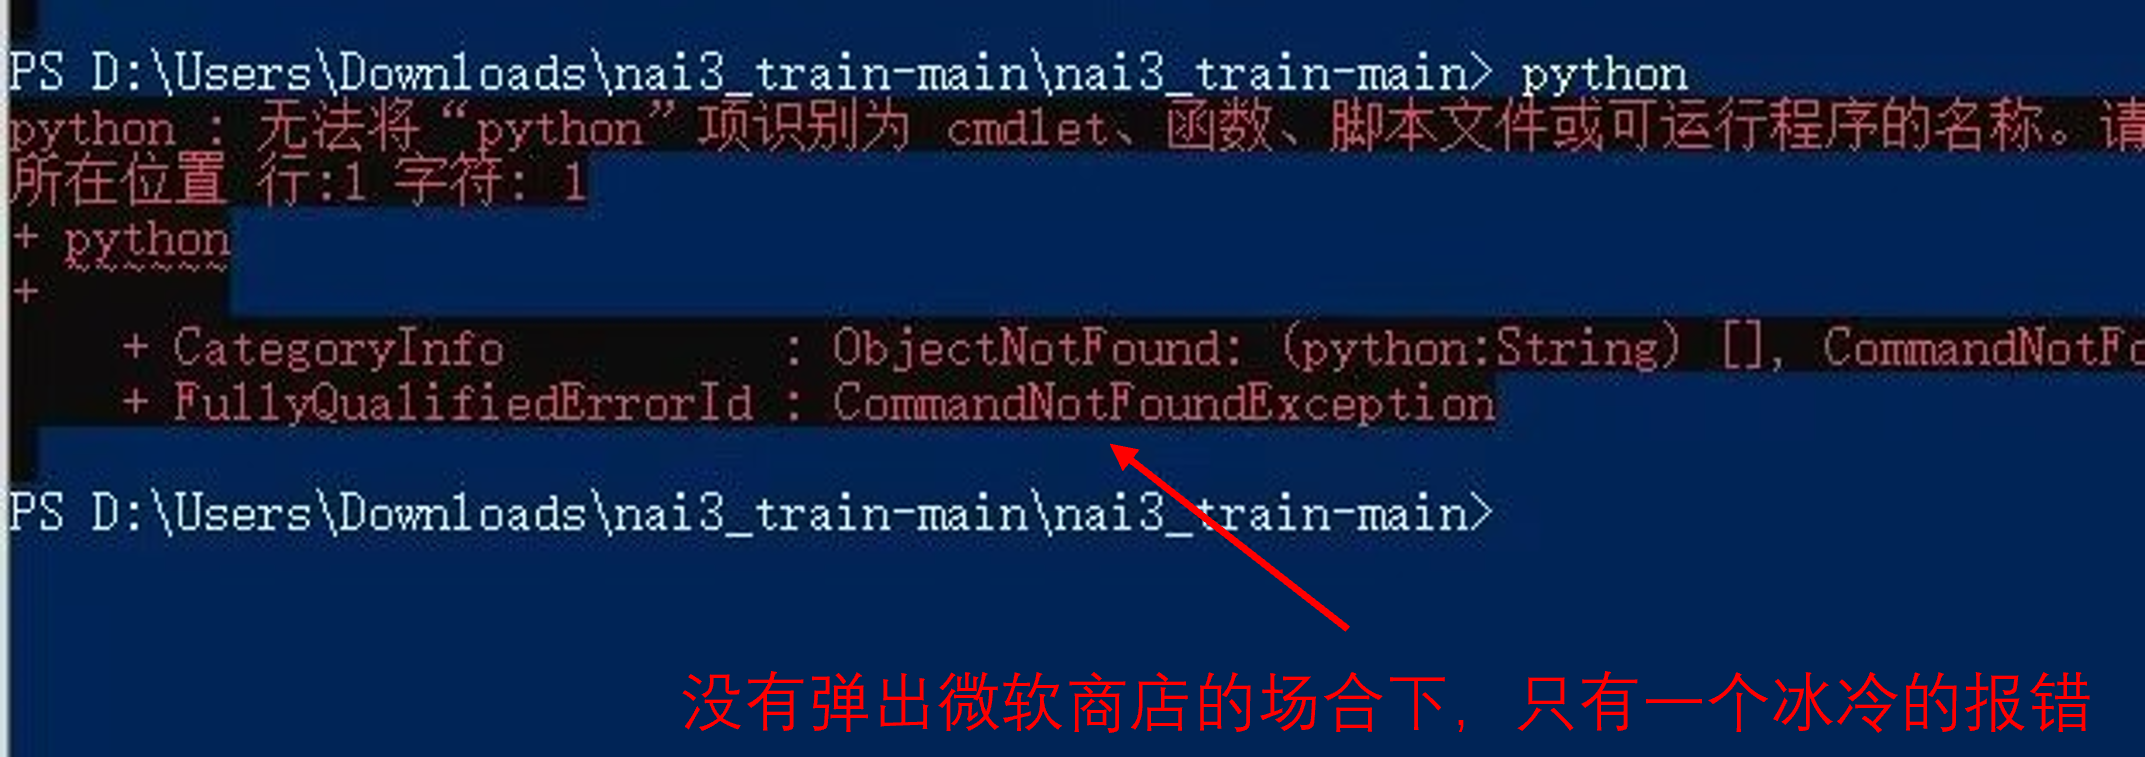 PS D:\Users\Downloads\nai3_train-main\nai3_train-main> python
python : 无法将“python”项识别为 cmdlet、函数、脚本文件或可运行程序的名称。请
所在位置 行:1 字符: 1
+ python
+ ~~~~~~
+ CategoryInfo : ObjectNotFound: (python:String) [], CommandNotFo
+ FullyQualifiedErrorId : CommandNotFoundException
PS D:\Users\Downloads\nai3_train-main\nai3_train-main>
没有弹出微软商店的场合下，只有一个冰冷的报错